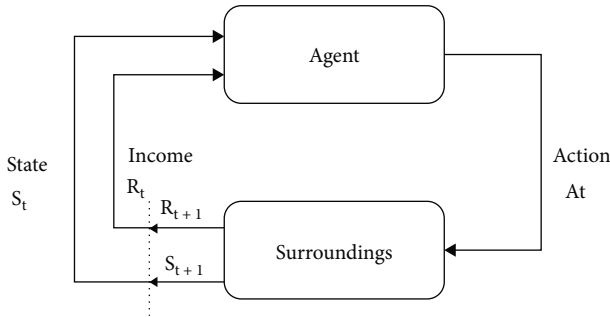 Agent
State
S_t
Income
R_t
R_{t + 1}
Action
At
Surroundings
S_{t + 1}